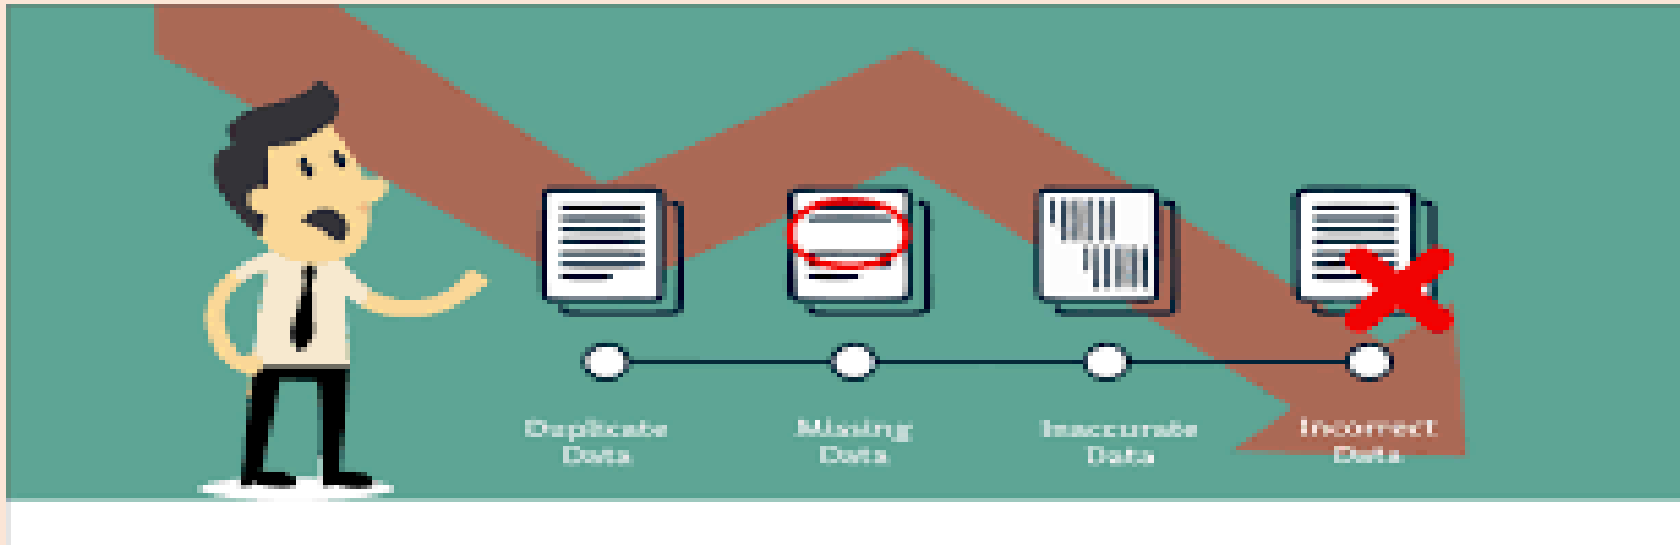 Duplicate
Data
Missing
Data
Inaccurate
Data
Incorrect
Data